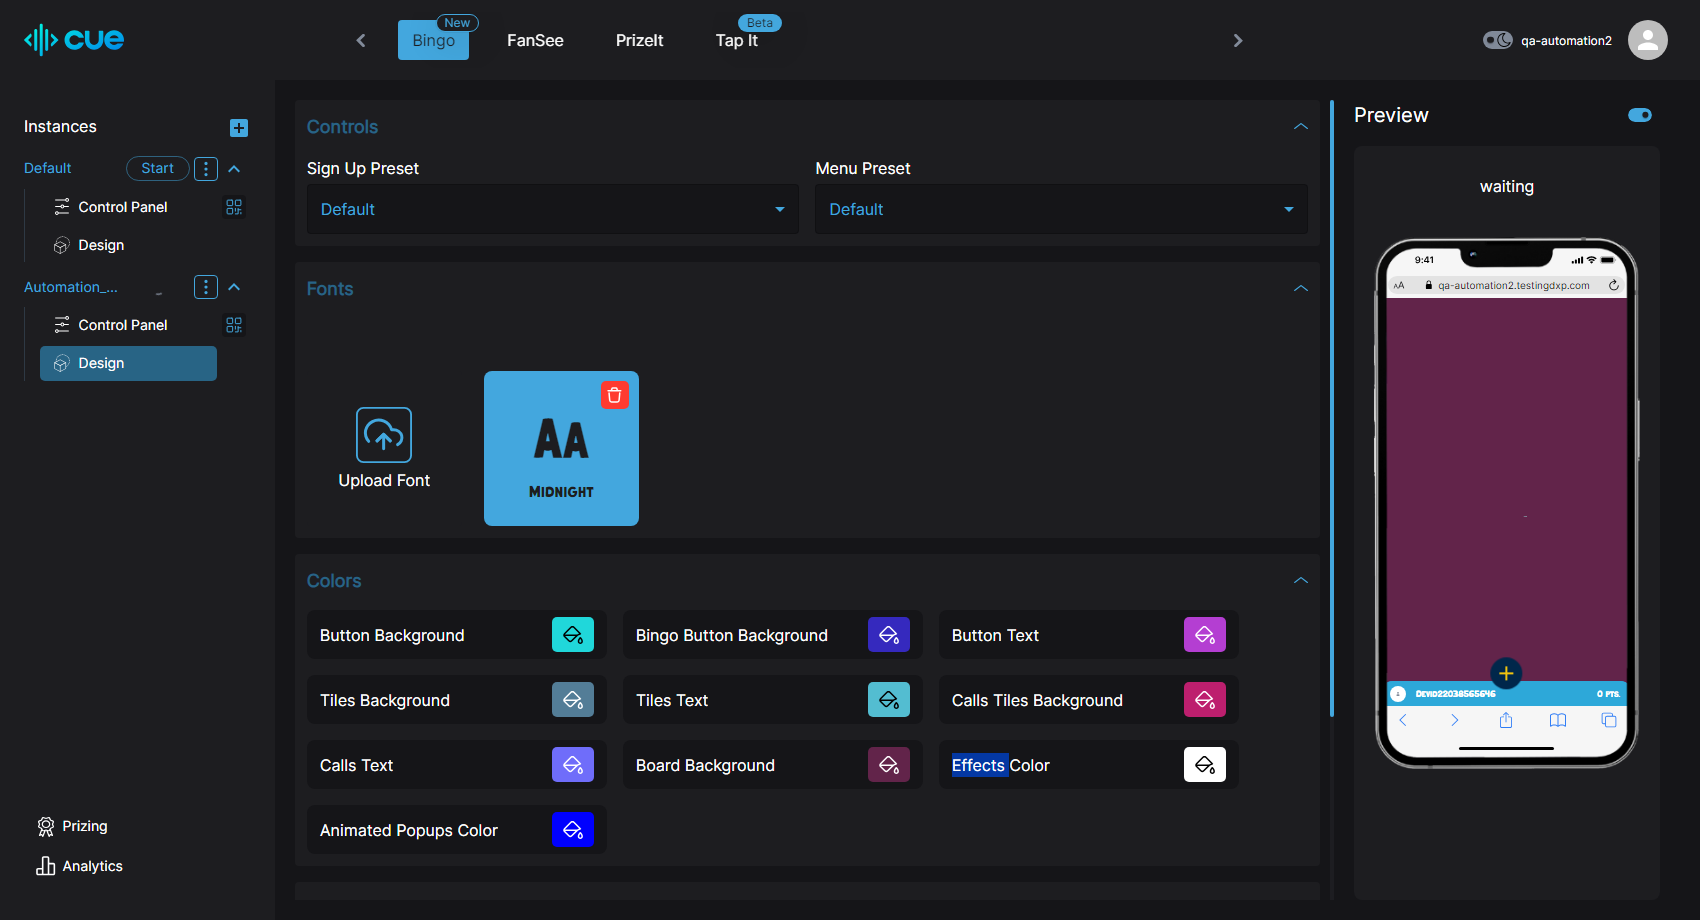 cue
Bingo
New
FanSee
PrizeIt
Tap It
Beta
qa-automation2
Instances
Default
Start
Control Panel
Design
Automation_...
Control Panel
Design
Prizing
Analytics
Controls
Sign Up Preset
Menu Preset
Default
Default
Fonts
Upload Font
AA
MIDNIGHT
Colors
Button Background
Bingo Button Background
Button Text
Tiles Background
Tiles Text
Calls Tiles Background
Calls Text
Board Background
Effects Color
Animated Popups Color
Preview
waiting
9:41
AA
qa-automation2.testingdxp.com
DEVID22038565646
0 PTS.